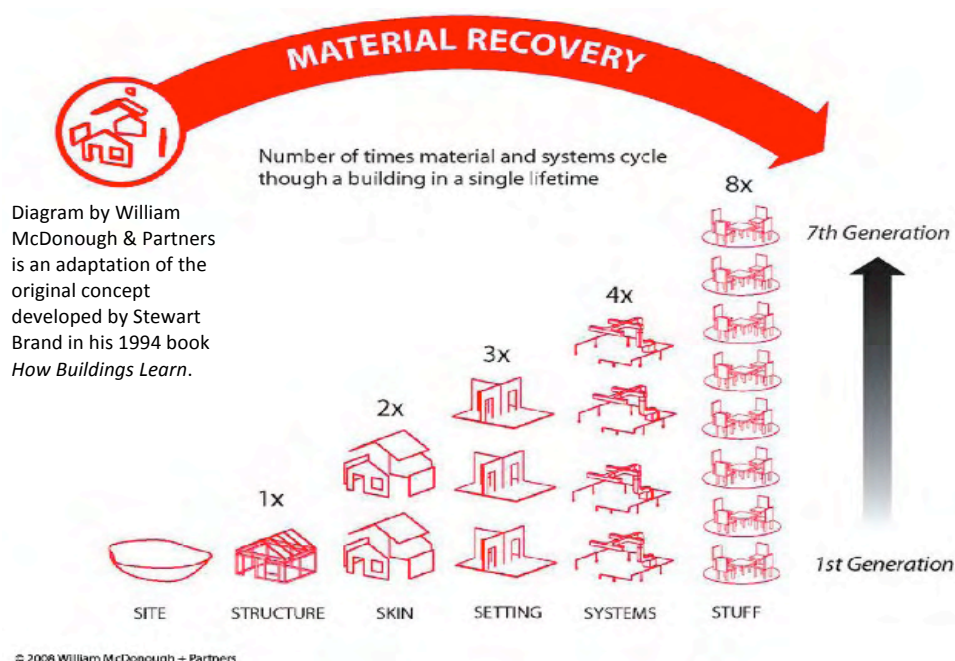 MATERIAL RECOVERY
Number of times material and systems cycle
though a building in a single lifetime
Diagram by William
McDonough & Partners
is an adaptation of the
original concept
developed by Stewart
Brand in his 1994 book
How Buildings Learn.
8x
7th Generation
4x
3x
2x
1x
1st Generation
SITE STRUCTURE SKIN SETTING SYSTEMS STUFF
© 2008 William McDonough + Partners